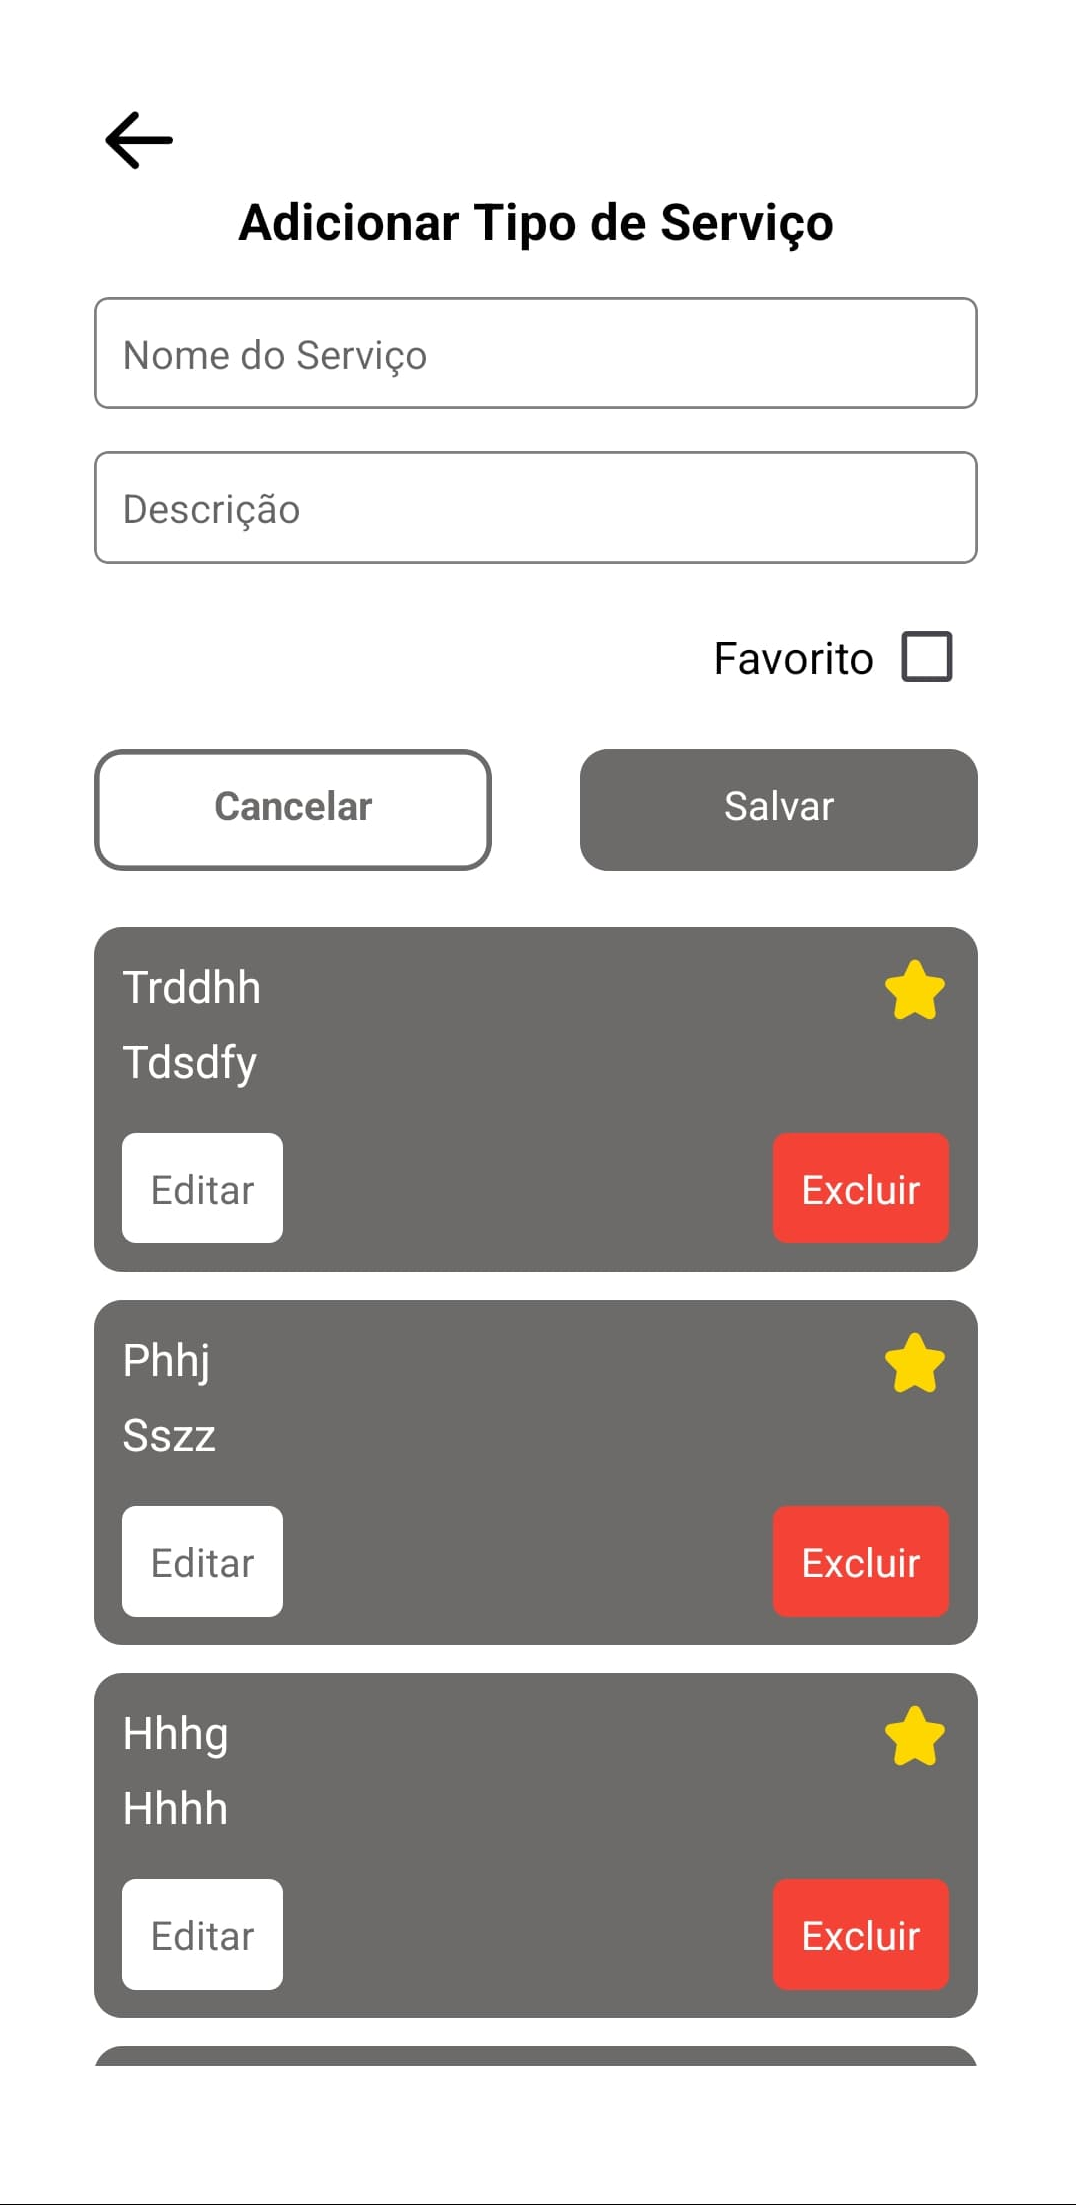 Adicionar Tipo de Serviço
Nome do Serviço
Descrição
Favorito
Cancelar
Salvar
Trddhh
Tdsdfy
Editar
Excluir
Phhj
Sszz
Editar
Excluir
Hhhg
Hhhh
Editar
Excluir